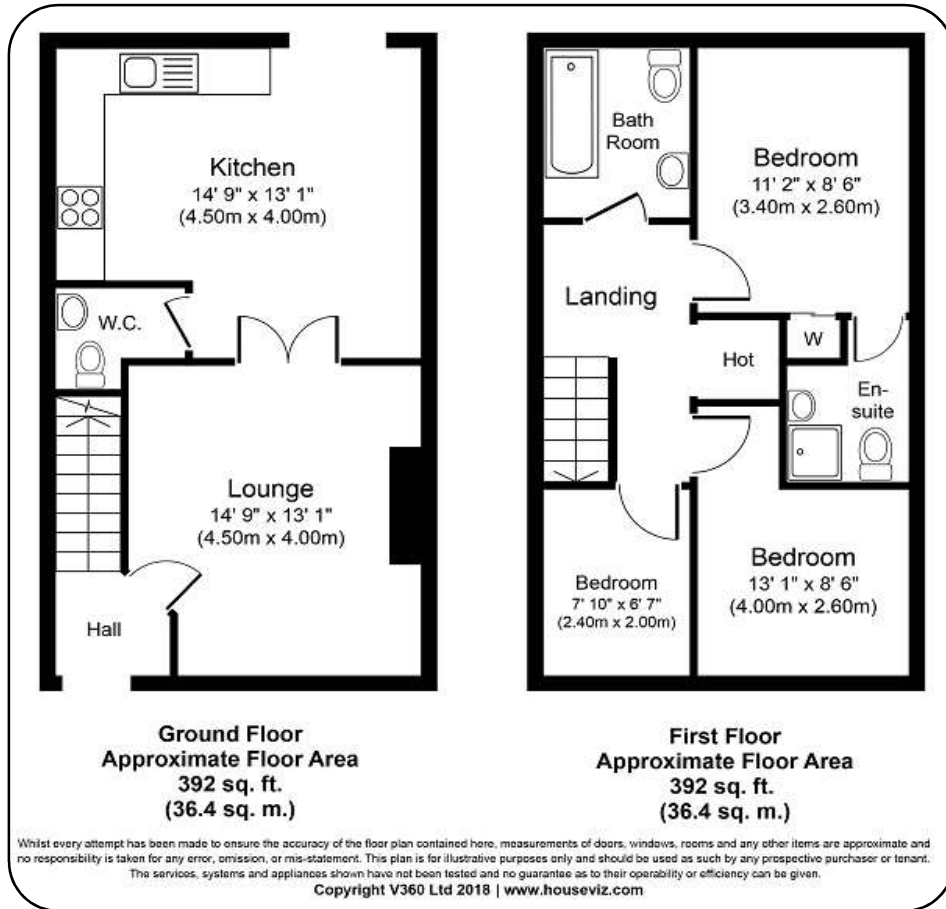 Kitchen
14' 9" x 13' 1"
(4.50m x 4.00m)
W.C.
Lounge
14' 9" x 13' 1"
(4.50m x 4.00m)
Hall
Ground Floor
Approximate Floor Area
392 sq. ft.
(36.4 sq. m.)
Bath
Room
Bedroom
11' 2" x 8' 6"
(3.40m x 2.60m)
Landing
Hot
W
En-
suite
Bedroom
7' 10" x 6' 7"
(2.40m x 2.00m)
Bedroom
13' 1" x 8' 6"
(4.00m x 2.60m)
First Floor
Approximate Floor Area
392 sq. ft.
(36.4 sq. m.)
Whilst every attempt has been made to ensure the accuracy of the floor plan contained here, measurements of doors, windows, rooms and any other items are approximate and
no responsibility is taken for any error, omission, or mis-statement. This plan is for illustrative purposes only and should be used as such by any prospective purchaser or tenant.
The services, systems and appliances shown have not been tested and no guarantee as to their operability or efficiency can be given.
Copyright V360 Ltd 2018 | www.houseviz.com